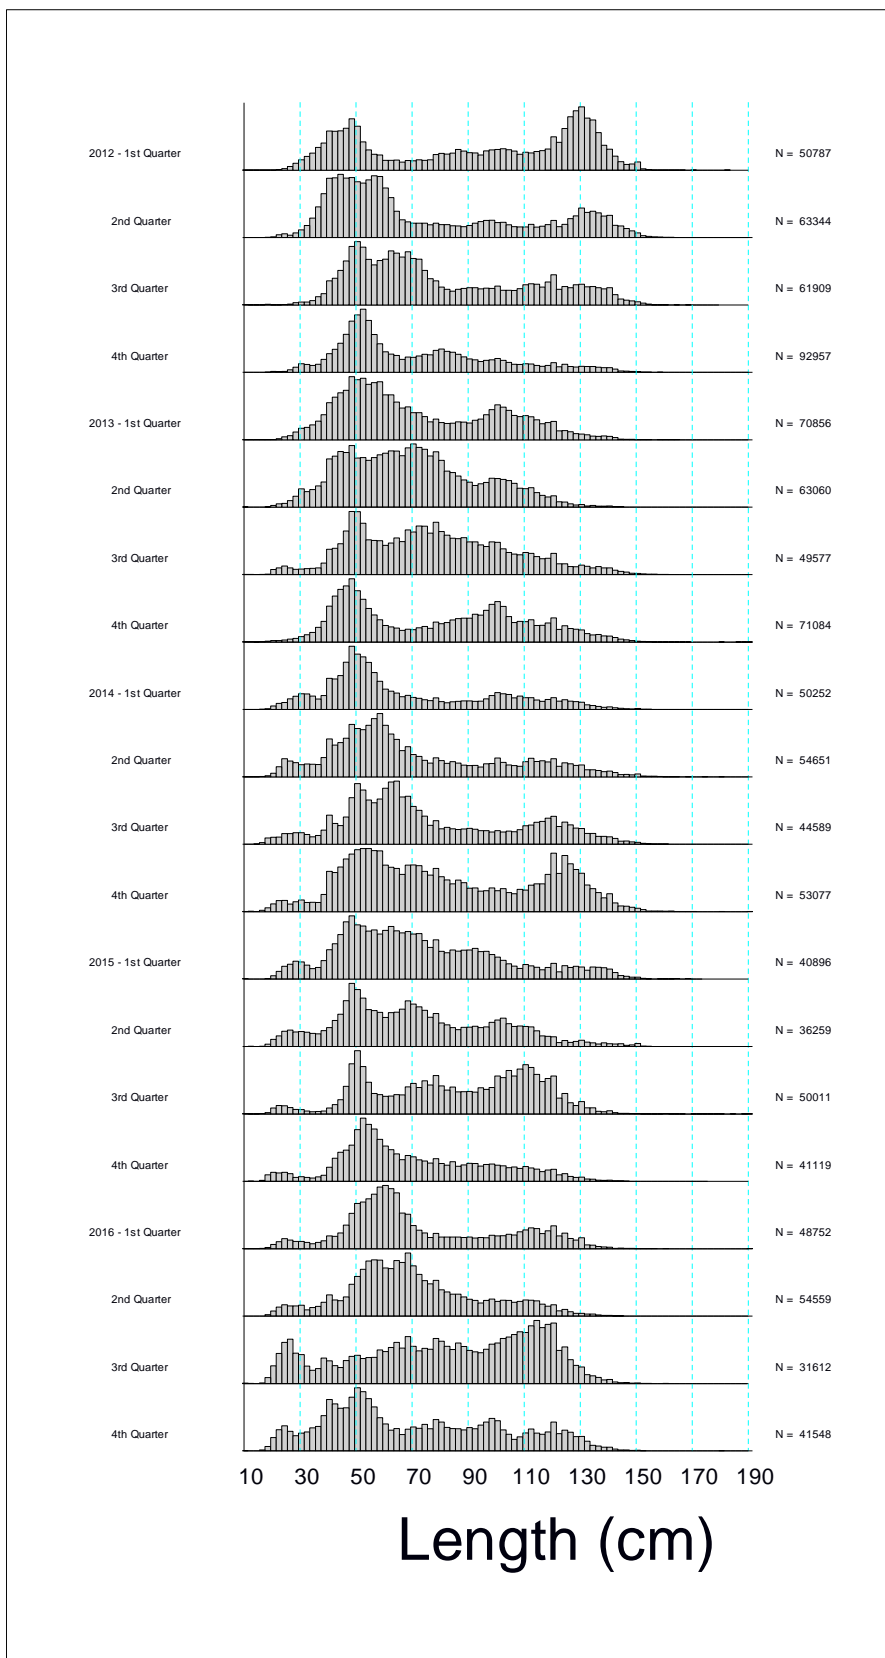 2012 - 1st Quarter N = 50787
2nd Quarter N = 63344
3rd Quarter N = 61909
4th Quarter N = 92957
2013 - 1st Quarter N = 70856
2nd Quarter N = 63060
3rd Quarter N = 49577
4th Quarter N = 71084
2014 - 1st Quarter N = 50252
2nd Quarter N = 54651
3rd Quarter N = 44589
4th Quarter N = 53077
2015 - 1st Quarter N = 40896
2nd Quarter N = 36259
3rd Quarter N = 50011
4th Quarter N = 41119
2016 - 1st Quarter N = 48752
2nd Quarter N = 54559
3rd Quarter N = 31612
4th Quarter N = 41548
10 30 50 70 90 110 130 150 170 190
Length (cm)